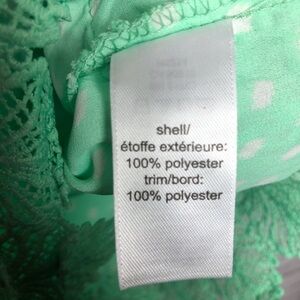 shell/
étoffe extérieure:
100% polyester
trim/bord:
100% polyester